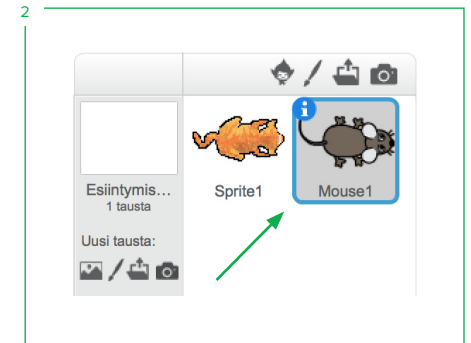 2
Sprite1
Mouse1
Esiintymis...
1 tausta
Uusi tausta: